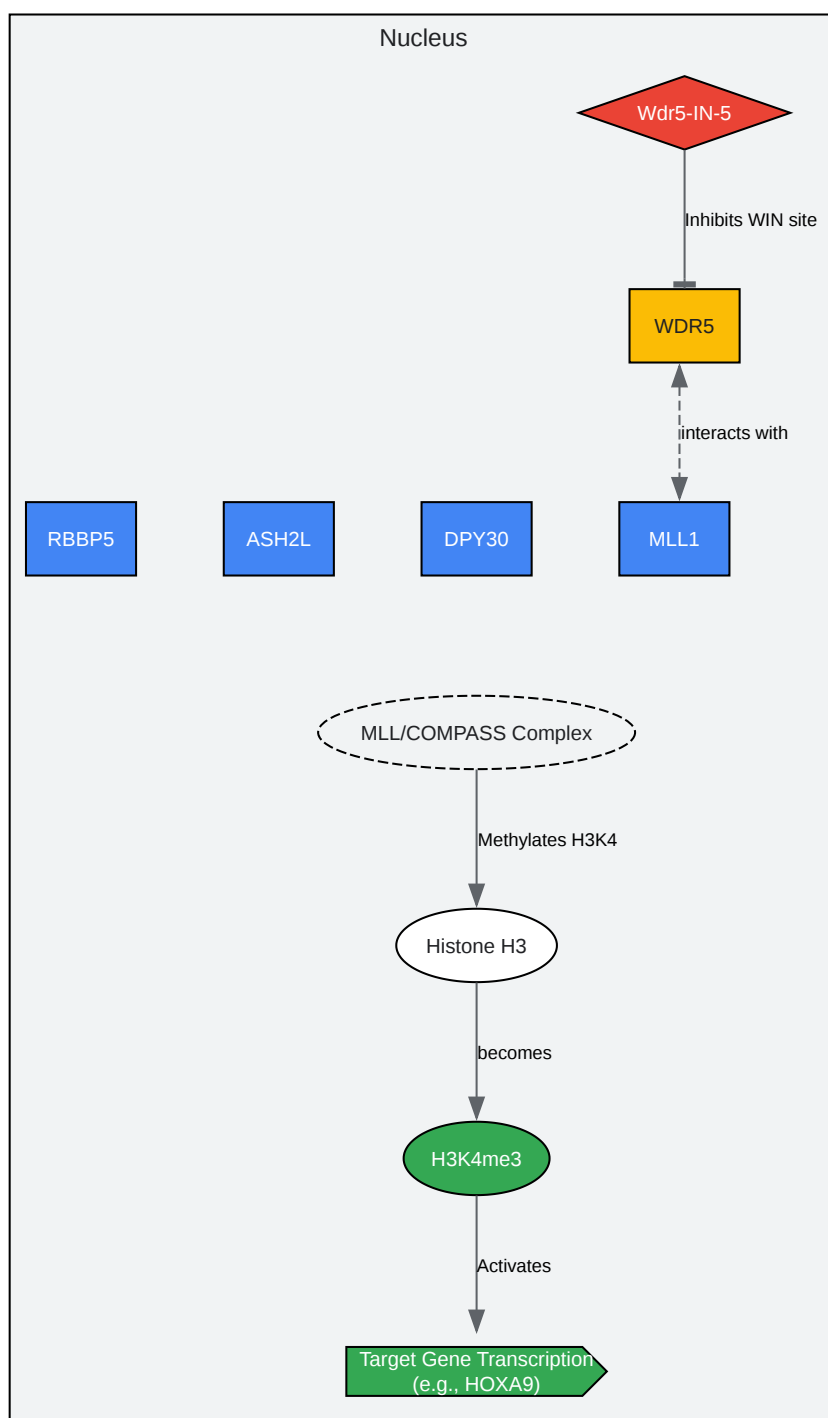 Nucleus
Wdr5-IN-5
Inhibits WIN site
WDR5
interacts with
RBBP5
ASH2L
DPY30
MLL1
MLL/COMPASS Complex
Methylates H3K4
Histone H3
becomes
H3K4me3
Activates
Target Gene Transcription
(e.g., HOXA9)